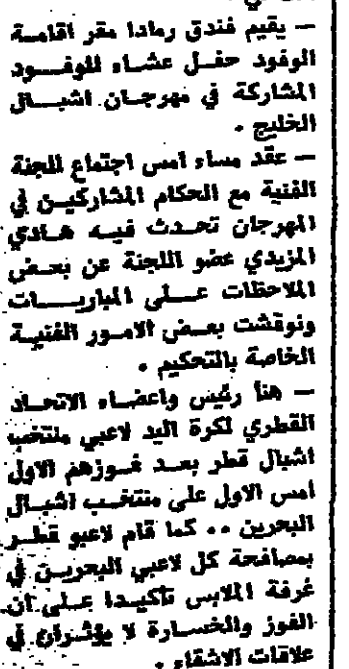 — يقيم فندق رمادا مقر اقامة
الوفود حفل عشاء للوفود
المشاركة في مهرجان اشبال
الخليج .
— عقد مساء امس اجتماع للجنة
الفنية مع الحكام المشاركين في
المهرجان تحدث فيه هادي
المزيدي عضو اللجنة عن بعض
الملاحظات على المباريات
ونوقشت بعض الامور الفنية
الخاصة بالتحكيم .
— هنأ رئيس واعضاء الاتحاد
القطري لكرة اليد لاعبي منتخب
اشبال قطر بعد فوزهم الاول
امس الاول على منتخب اشبال
البحرين .. كما قام لاعبو قطر
بمصافحة كل لاعبي البحرين في
غرفة الملابس تأكيدا على ان
الفوز والخسارة لا يؤثران في
علاقات الاشقاء .